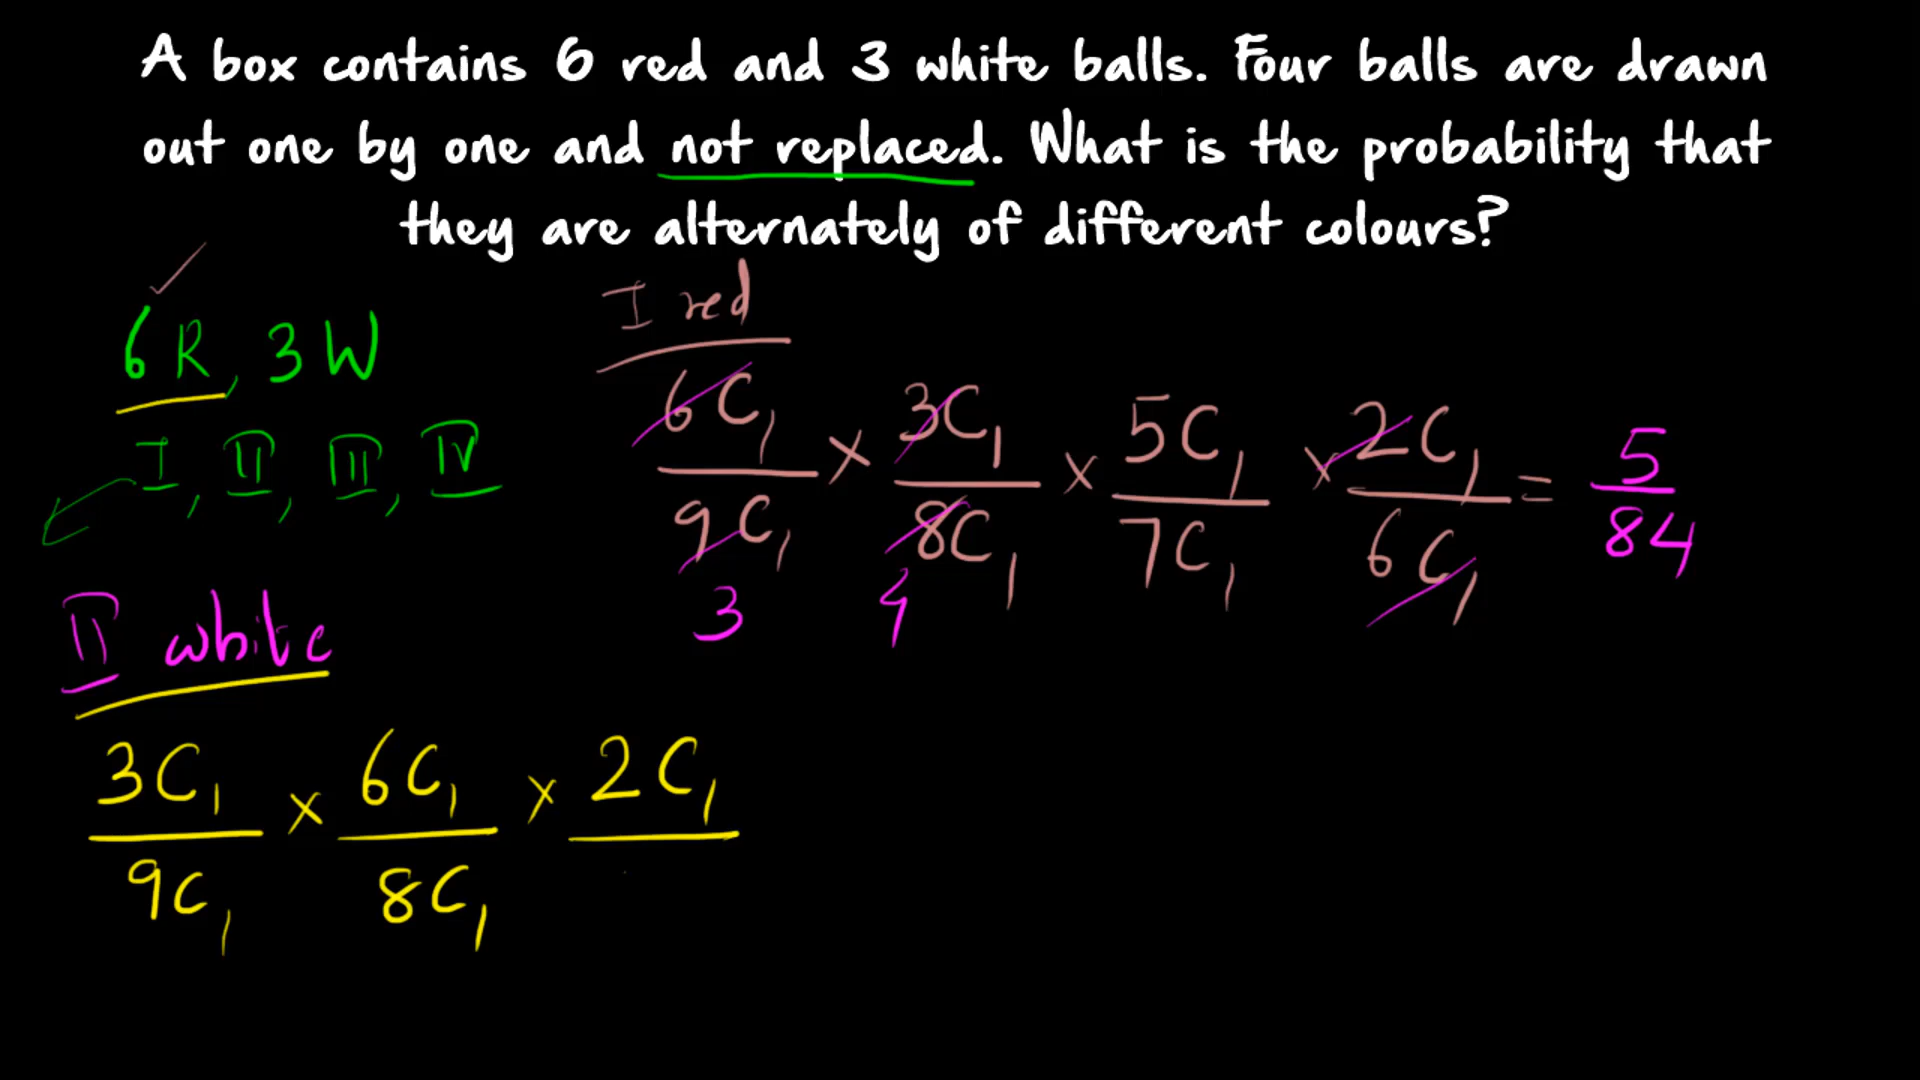 A box contains 6 red and 3 white balls. Four balls are drawn
out one by one and not replaced. What is the probability that
they are alternately of different colours?
I red
6R, 3W
6C₁/9C₁ × 3C₁/8C₁ × 5C₁/7C₁ × 2C₁/6C₁ = 5/84
I, II, III, IV
3 4
II white
3C₁/9C₁ × 6C₁/8C₁ × 2C₁